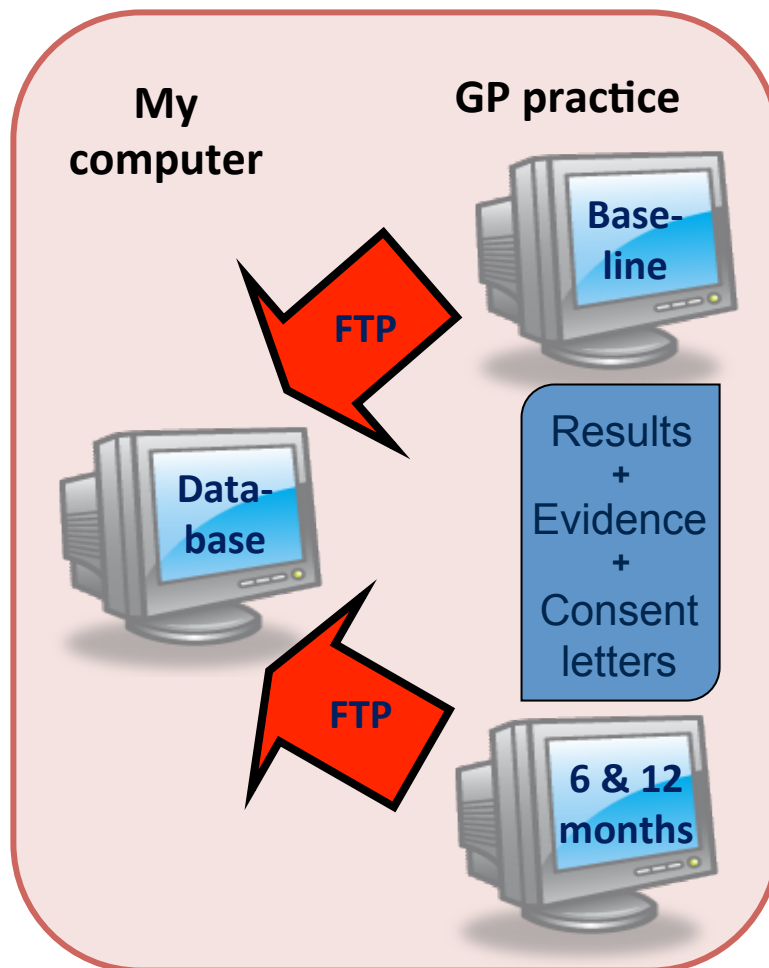 My
computer
GP practice
Base-
line
FTP
Results
+
Evidence
+
Consent
letters
Data-
base
FTP
6 & 12
months